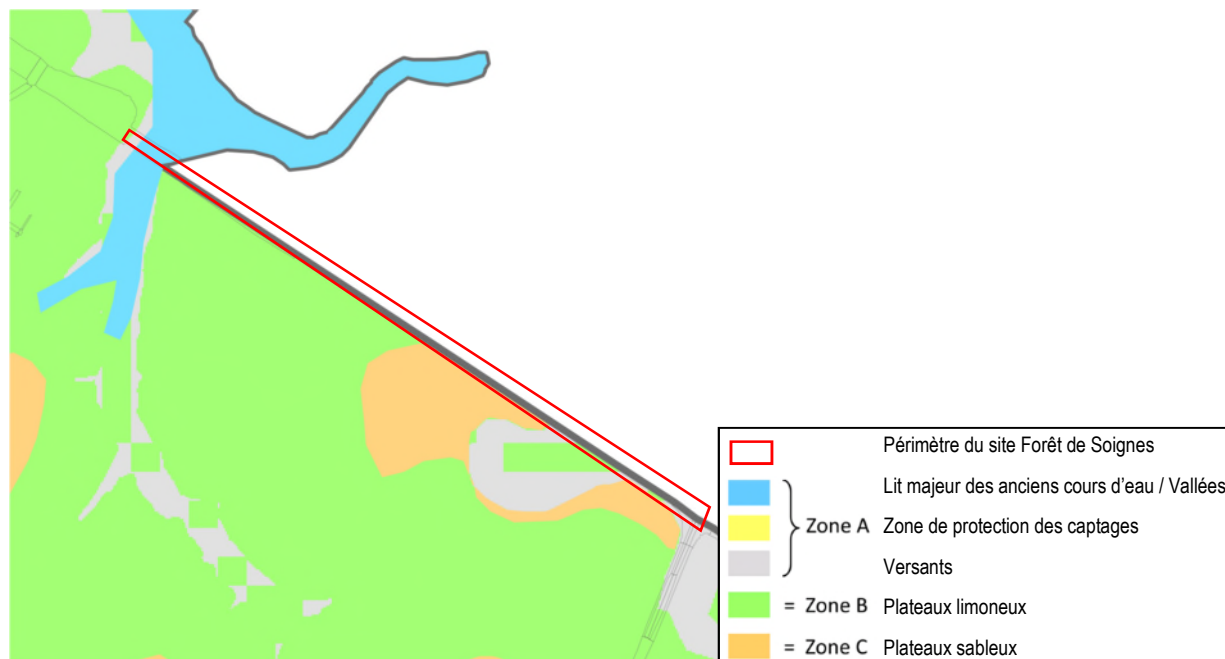 Périmètre du site Forêt de Soignes
Lit majeur des anciens cours d'eau / Vallées
Zone A Zone de protection des captages
Versants
= Zone B Plateaux limoneux
= Zone C Plateaux sableux